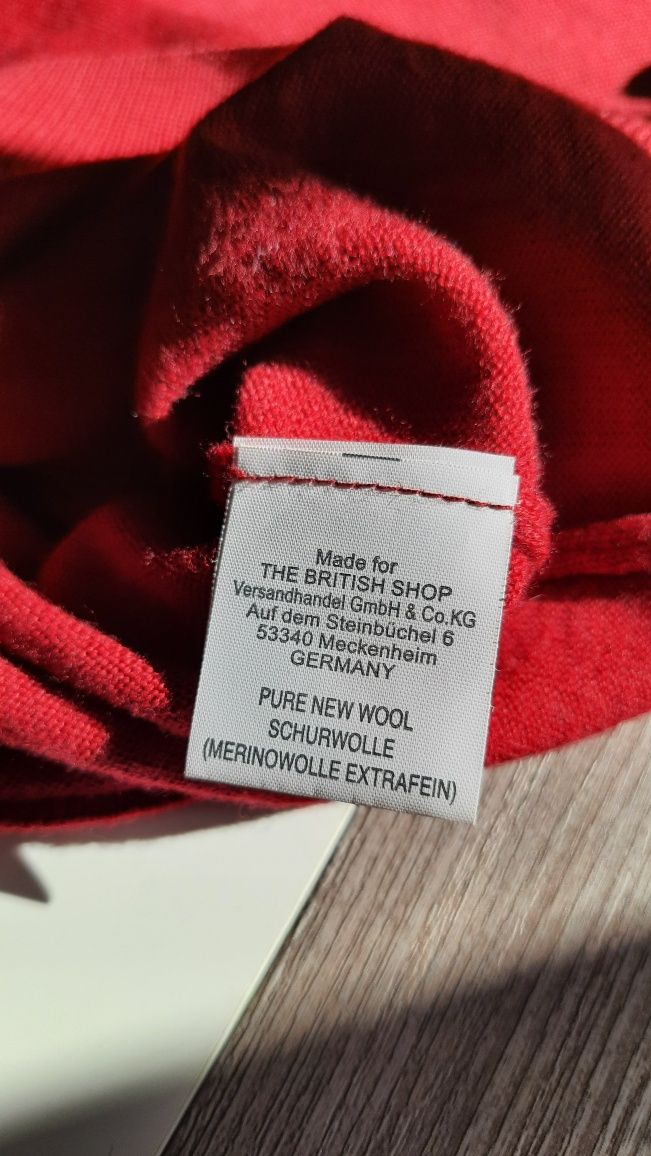 Made for
THE BRITISH SHOP
Versandhandel GmbH & Co.KG
Auf dem Steinbüchel 6
53340 Meckenheim
GERMANY
PURE NEW WOOL
SCHURWOLLE
(MERINOWOLLE EXTRAFEIN)